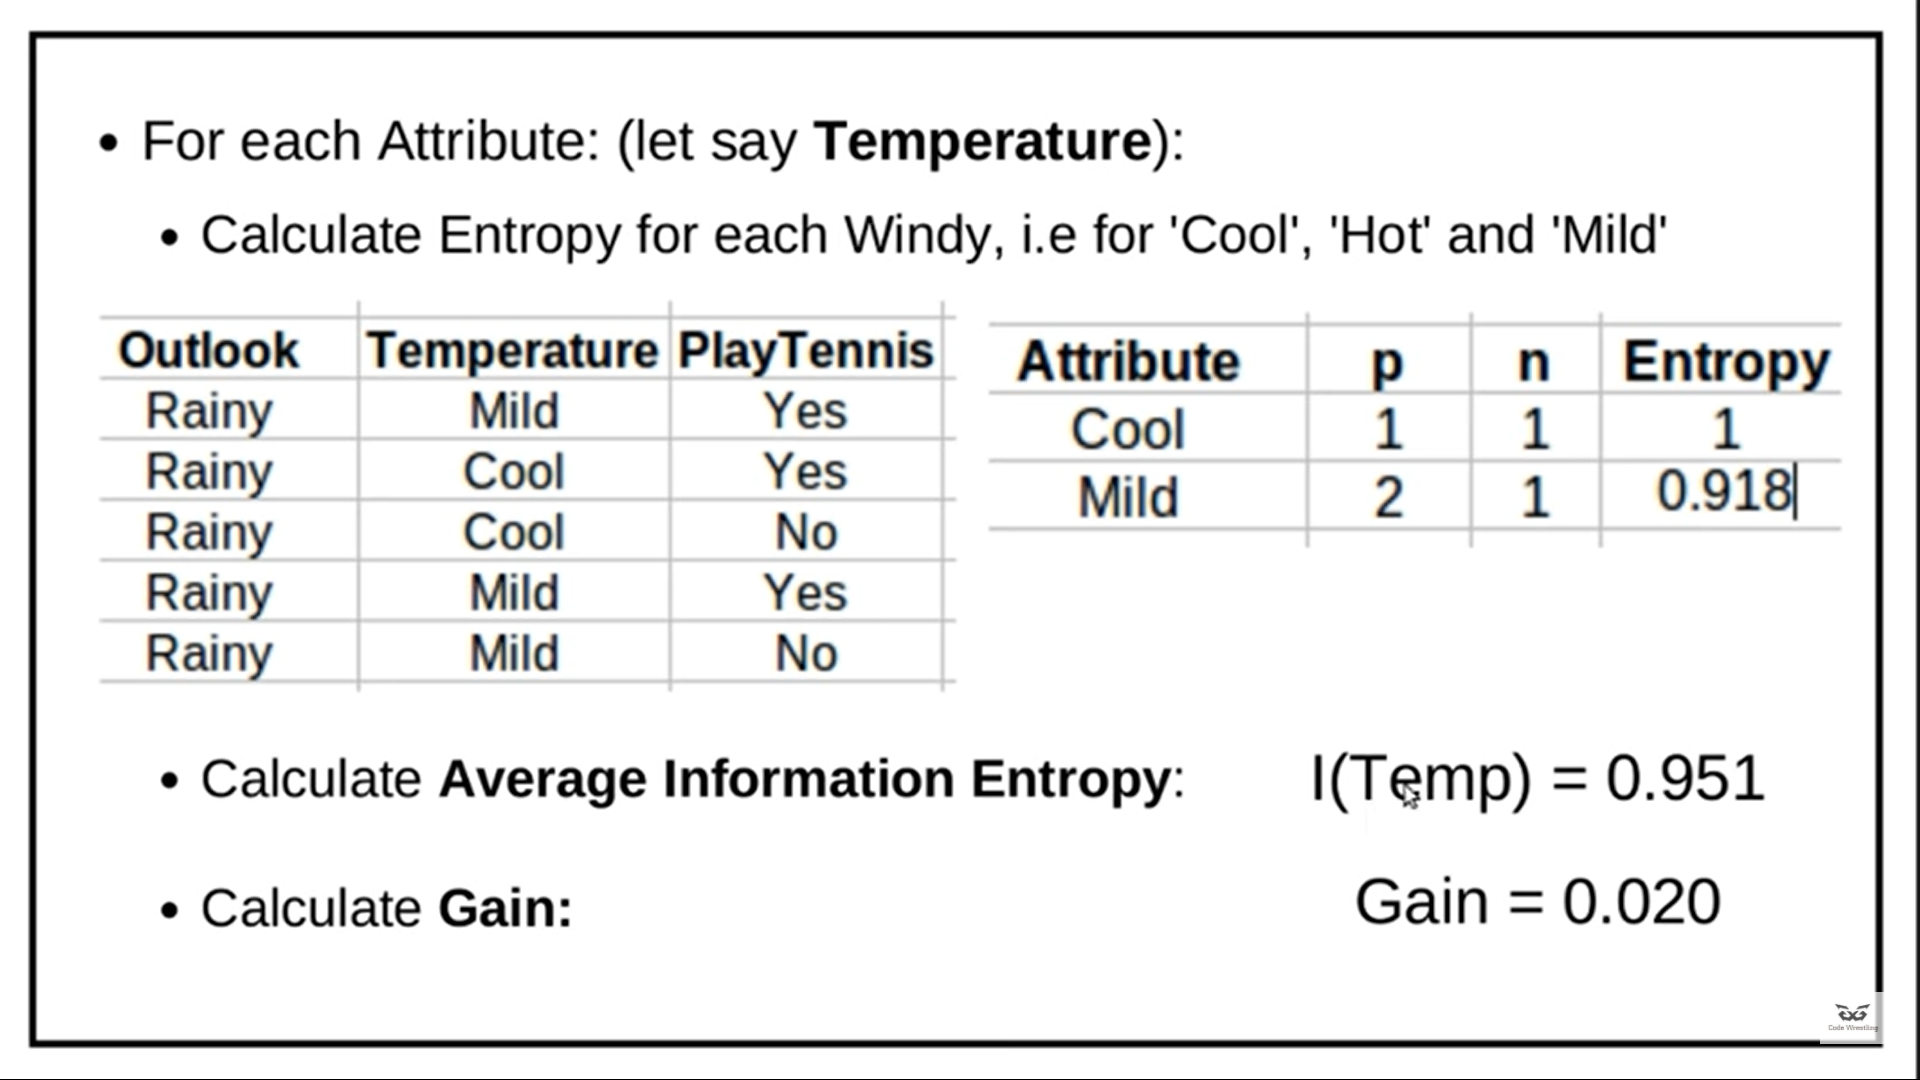 • For each Attribute: (let say Temperature):
• Calculate Entropy for each Windy, i.e for 'Cool', 'Hot' and 'Mild'
Outlook Temperature PlayTennis
Rainy Mild Yes
Rainy Cool Yes
Rainy Cool No
Rainy Mild Yes
Rainy Mild No
Attribute p n Entropy
Cool 1 1 1
Mild 2 1 0.918
• Calculate Average Information Entropy: I(Temp) = 0.951
• Calculate Gain: Gain = 0.020
Code Wrestling